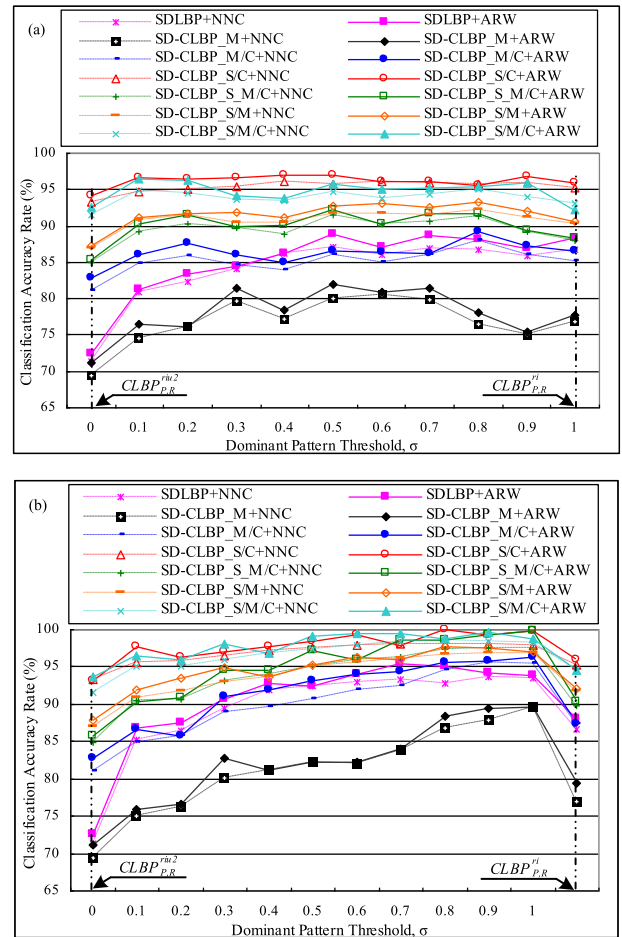 (a)
SDLBP+NNC SDLBP+ARW
SD-CLBP_M+NNC SD-CLBP_M+ARW
SD-CLBP_M/C+NNC SD-CLBP_M/C+ARW
SD-CLBP_S/C+NNC SD-CLBP_S/C+ARW
SD-CLBP_S_M/C+NNC SD-CLBP_S_M/C+ARW
SD-CLBP_S/M+NNC SD-CLBP_S/M+ARW
SD-CLBP_S/M/C+NNC SD-CLBP_S/M/C+ARW
Classification Accuracy Rate (%)
100
95
90
85
80
75
70
65
CLBP_{P,R}^{riu2} CLBP_{P,R}^{ri}
0 0.1 0.2 0.3 0.4 0.5 0.6 0.7 0.8 0.9 1
Dominant Pattern Threshold, σ
(b)
SDLBP+NNC SDLBP+ARW
SD-CLBP_M+NNC SD-CLBP_M+ARW
SD-CLBP_M/C+NNC SD-CLBP_M/C+ARW
SD-CLBP_S/C+NNC SD-CLBP_S/C+ARW
SD-CLBP_S_M/C+NNC SD-CLBP_S_M/C+ARW
SD-CLBP_S/M+NNC SD-CLBP_S/M+ARW
SD-CLBP_S/M/C+NNC SD-CLBP_S/M/C+ARW
Classification Accuracy Rate (%)
100
95
90
85
80
75
70
65
CLBP_{P,R}^{riu2} CLBP_{P,R}^{ri}
0 0.1 0.2 0.3 0.4 0.5 0.6 0.7 0.8 0.9 1
Dominant Pattern Threshold, σ